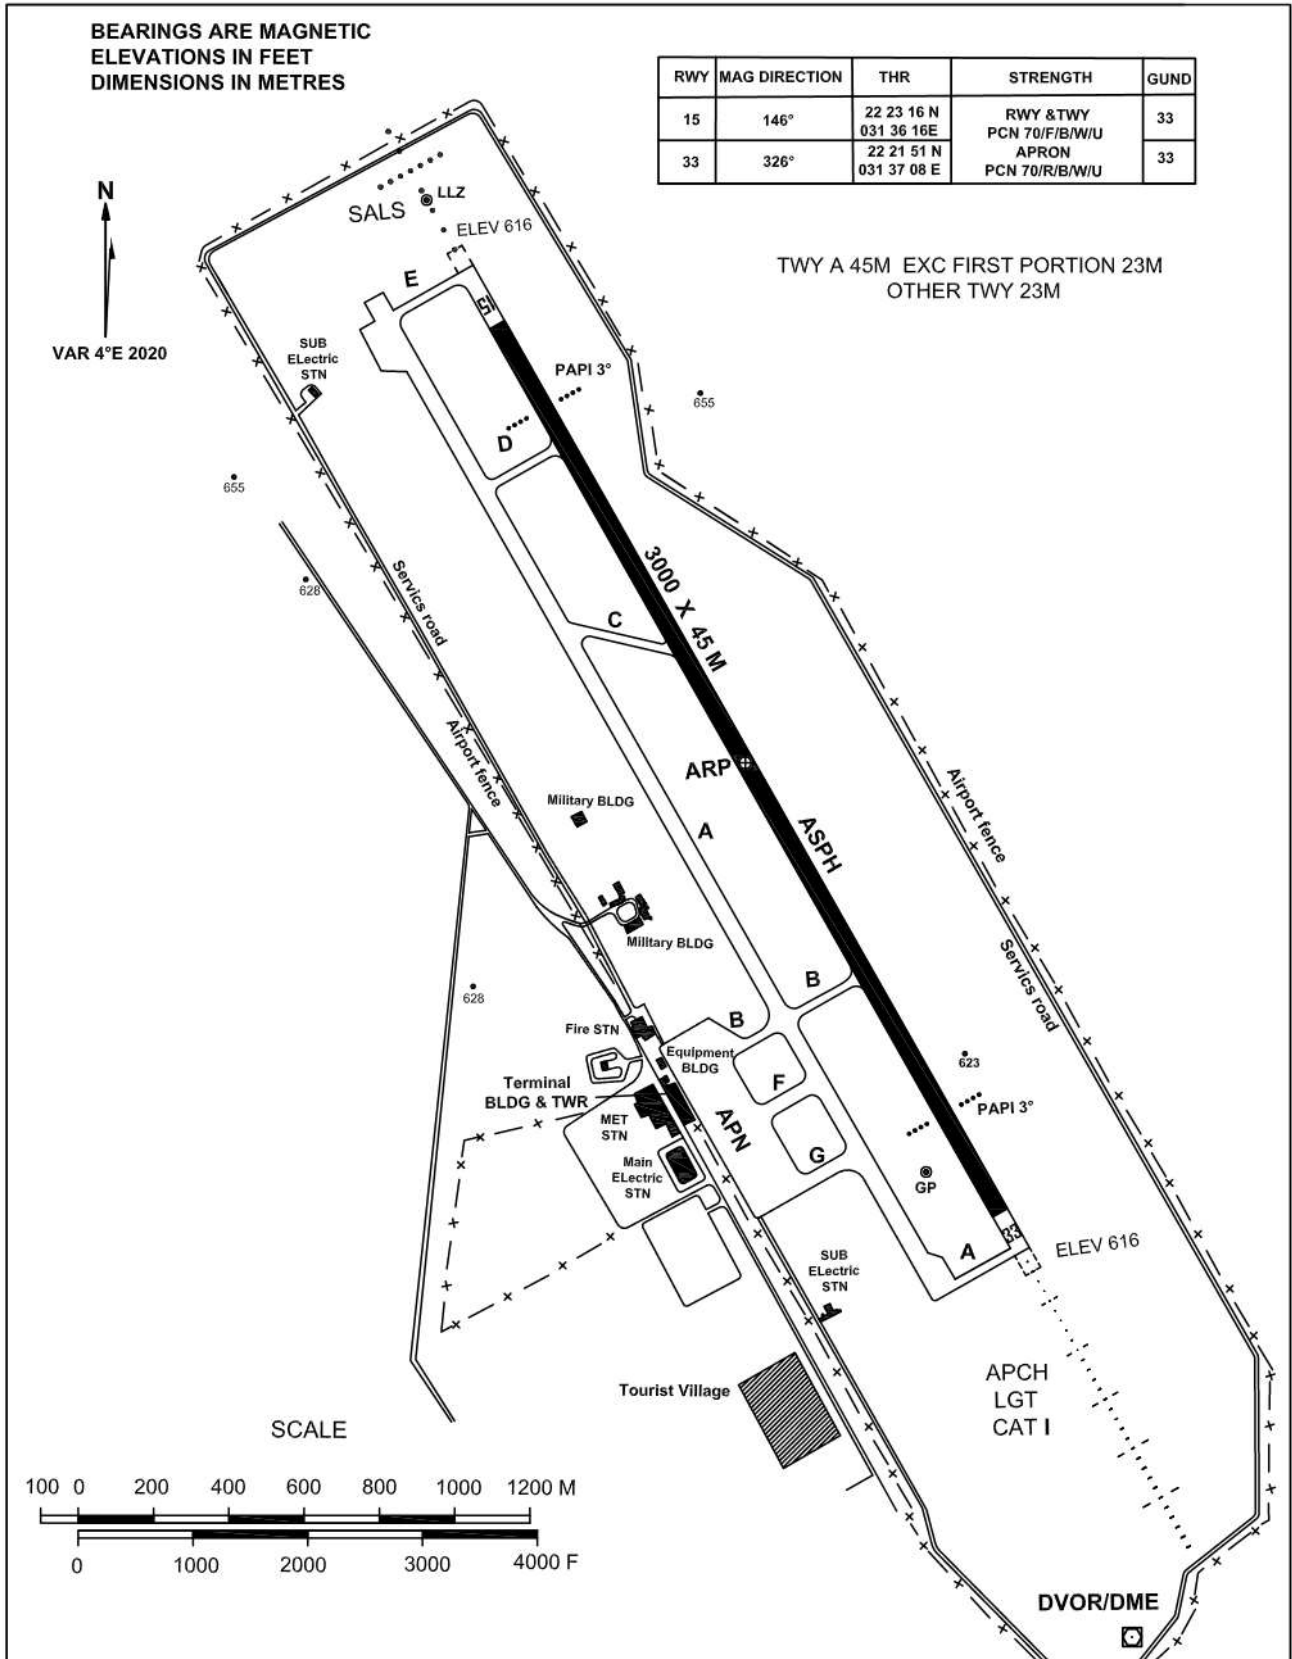 BEARINGS ARE MAGNETIC
ELEVATIONS IN FEET
DIMENSIONS IN METRES
RWY MAG DIRECTION THR STRENGTH GUND
15 146° 22 23 16 N 031 36 16E RWY &TWY PCN 70/F/B/W/U 33
33 326° 22 21 51 N 031 37 08 E APRON PCN 70/R/B/W/U 33
TWY A 45M EXC FIRST PORTION 23M
OTHER TWY 23M
N
VAR 4°E 2020
LLZ
SALS
ELEV 616
E
15
SUB
ELectric
STN
PAPI 3°
655
D
655
628
Servics road
3000 X 45 M
C
Airport fence
ARP
Military BLDG
A
ASPH
Airport fence
Military BLDG
B
Servics road
628
B
Fire STN
Equipment
BLDG
623
F
Terminal
BLDG & TWR
PAPI 3°
APN
MET
STN
G
Main
ELectric
STN
GP
33
A
ELEV 616
SUB
ELectric
STN
APCH
LGT
CAT I
Tourist Village
SCALE
100 0 200 400 600 800 1000 1200 M
0 1000 2000 3000 4000 F
DVOR/DME